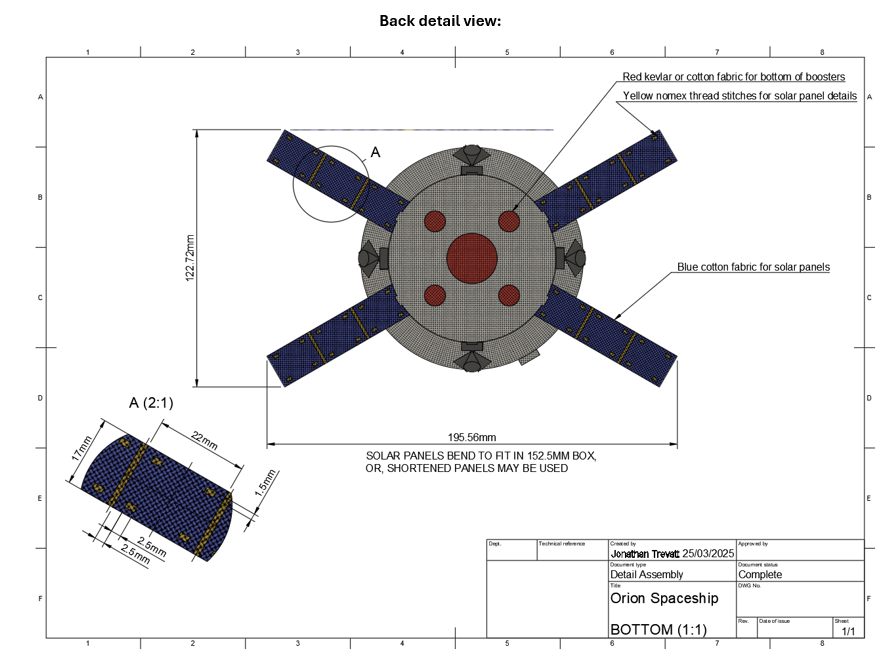 Back detail view:
1 2 3 4 5 6 7 8
A A
Red kevlar or cotton fabric for bottom of boosters
Yellow nomex thread stitches for solar panel details
A
B B
122.72mm
Blue cotton fabric for solar panels
C C
D D
A (2:1)
195.56mm
SOLAR PANELS BEND TO FIT IN 152.5MM BOX,
OR, SHORTENED PANELS MAY BE USED
22mm
17mm
1.5mm
E E
2.5mm
2.5mm
Dept. Technical reference Created by Approved by
Jonathan Trevatt 25/03/2025
Document type Document status
Detail Assembly Complete
Title DWG No.
Orion Spaceship
F F
BOTTOM (1:1)
Rev. Date of issue Sheet
1/1
1 2 3 4 5 6 7 8